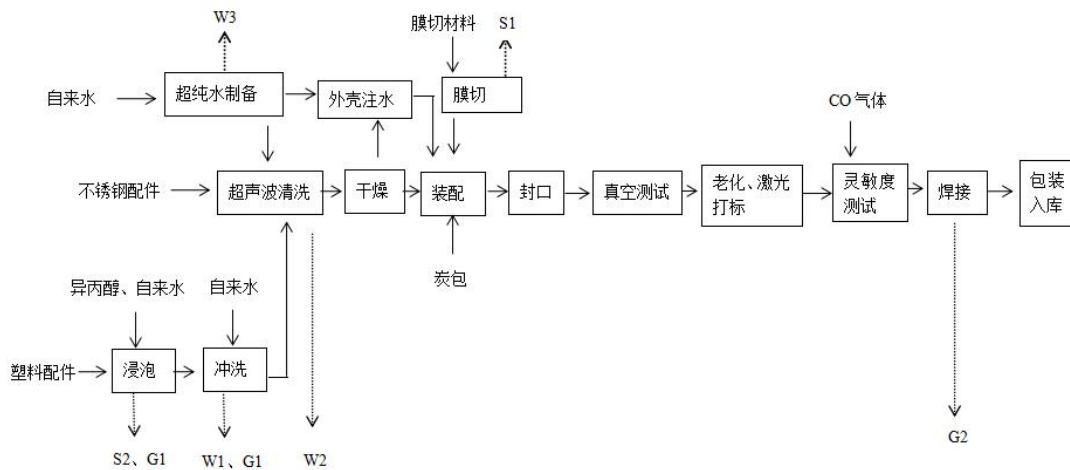 W3
膜切材料
S1
自来水
超纯水制备
外壳注水
膜切
CO 气体
不锈钢配件
超声波清洗
干燥
装配
封口
真空测试
老化、激光
打标
灵敏度
测试
焊接
包装
入库
炭包
异丙醇、自来水
自来水
塑料配件
浸泡
冲洗
S2、G1
W1、G1
W2
G2